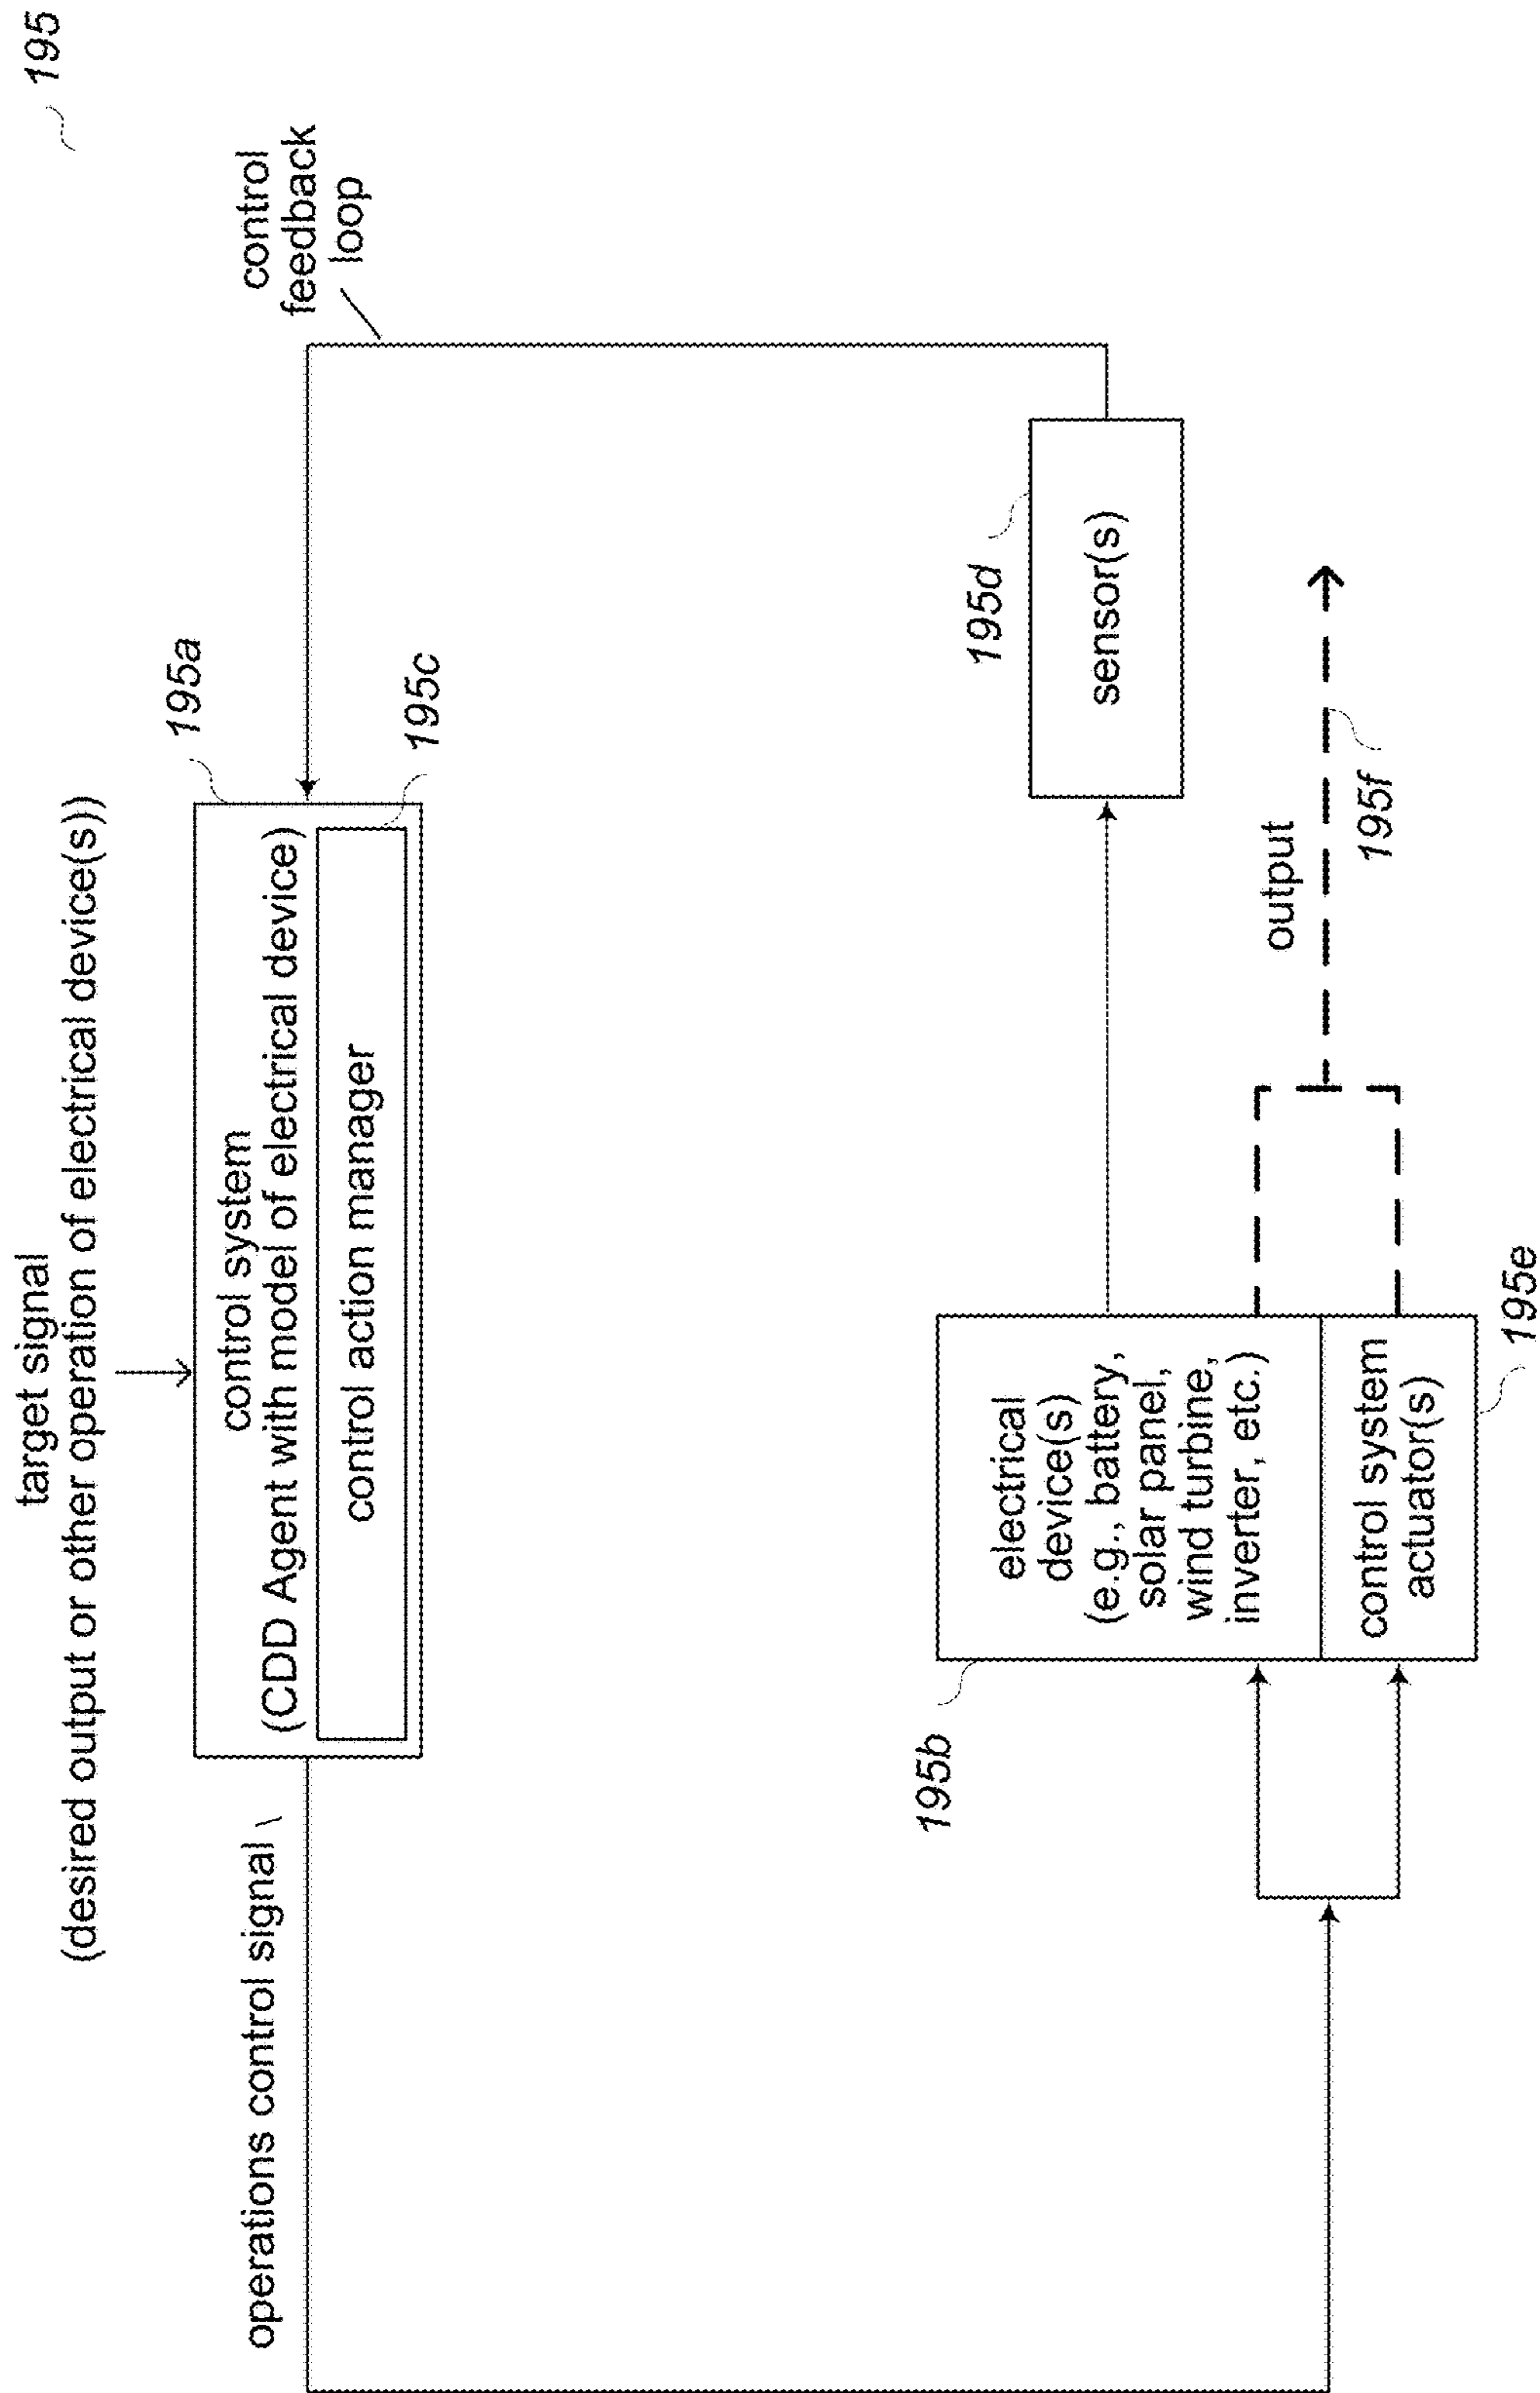 195
target signal
(desired output or other operation of electrical device(s))
195a
control system
(CDD Agent with model of electrical device)
195c
control action manager
operations control signal
control
feedback
loop
195b
electrical
device(s)
(e.g., battery,
solar panel,
wind turbine,
inverter, etc.)
control system
actuator(s)
195e
195d
sensor(s)
output
195f